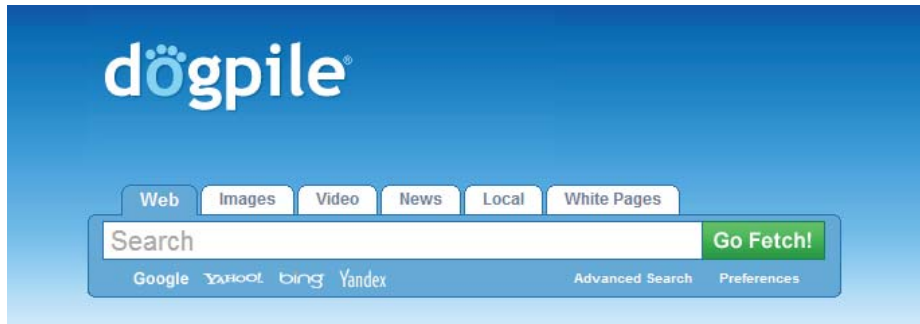 dogpile®
Web Images Video News Local White Pages
Search Go Fetch!
Google YAHOO! bing Yandex Advanced Search Preferences